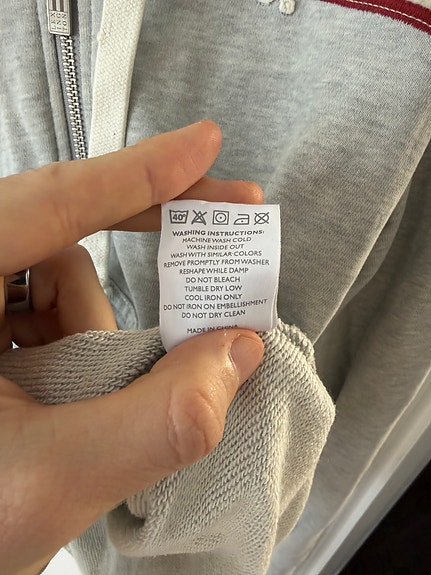 40°
WASHING INSTRUCTIONS:
MACHINE WASH COLD
WASH INSIDE OUT
WASH WITH SIMILAR COLORS
REMOVE PROMPTLY FROM WASHER
RESHAPE WHILE DAMP
DO NOT BLEACH
TUMBLE DRY LOW
COOL IRON ONLY
DO NOT IRON ON EMBELLISHMENT
DO NOT DRY CLEAN
MADE IN CHINA